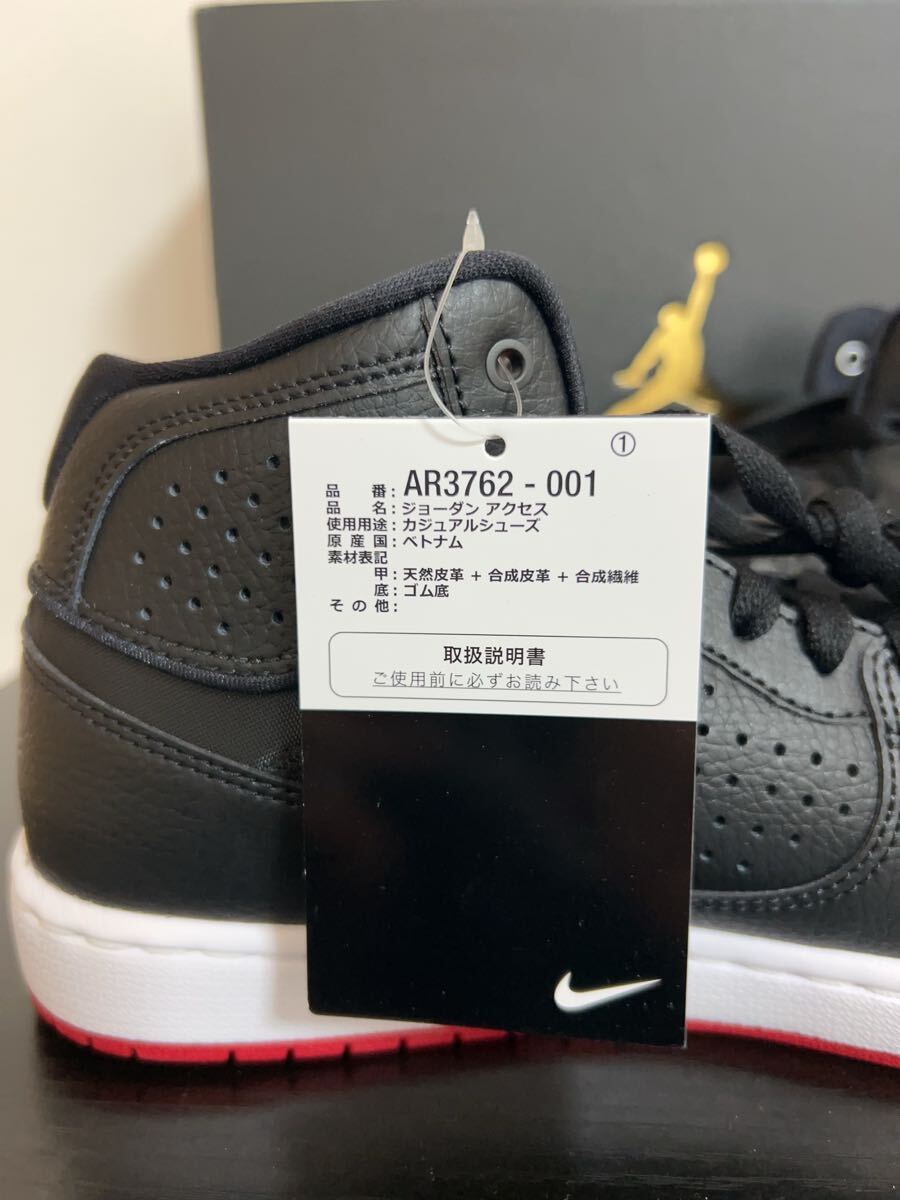 ①
品番: AR3762 - 001
品名: ジョーダン アクセス
使用用途: カジュアルシューズ
原産国: ベトナム
素材表記
甲: 天然皮革 + 合成皮革 + 合成繊維
底: ゴム底
その他:
取扱説明書
ご使用前に必ずお読み下さい